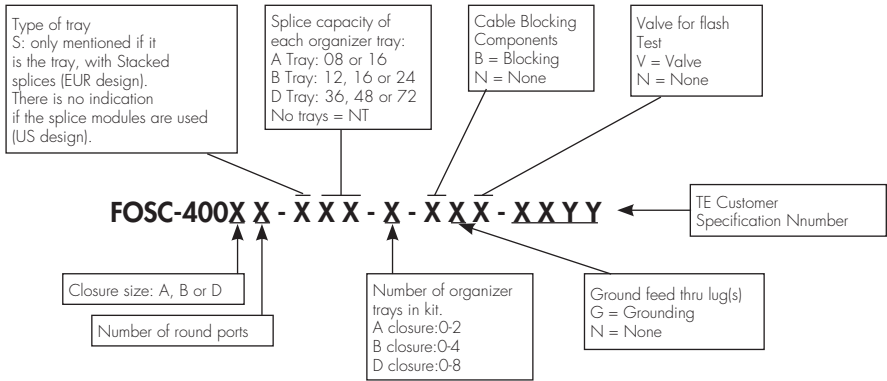 Type of tray
S: only mentioned if it
is the tray, with Stacked
splices (EUR design).
There is no indication
if the splice modules are used
(US design).
Splice capacity of
each organizer tray:
A Tray: 08 or 16
B Tray: 12, 16 or 24
D Tray: 36, 48 or 72
No trays = NT
Cable Blocking
Components
B = Blocking
N = None
Valve for flash
Test
V = Valve
N = None
FOSC-400X X - X X X - X - X X X - X X Y Y
TE Customer
Specification Nnumber
Closure size: A, B or D
Number of round ports
Number of organizer
trays in kit.
A closure:0-2
B closure:0-4
D closure:0-8
Ground feed thru lug(s)
G = Grounding
N = None